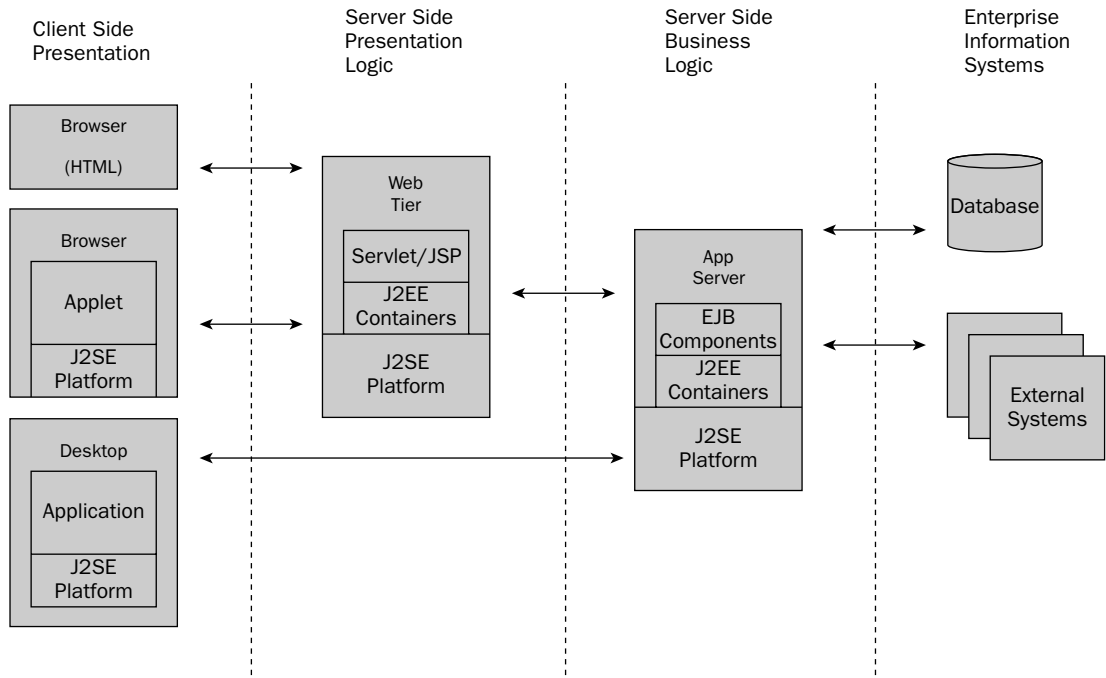 Client Side
Presentation
Server Side
Presentation
Logic
Server Side
Business
Logic
Enterprise
Information
Systems
Browser
(HTML)
Browser
Applet
J2SE
Platform
Desktop
Application
J2SE
Platform
Web
Tier
Servlet/JSP
J2EE
Containers
J2SE
Platform
App
Server
EJB
Components
J2EE
Containers
J2SE
Platform
Database
External
Systems